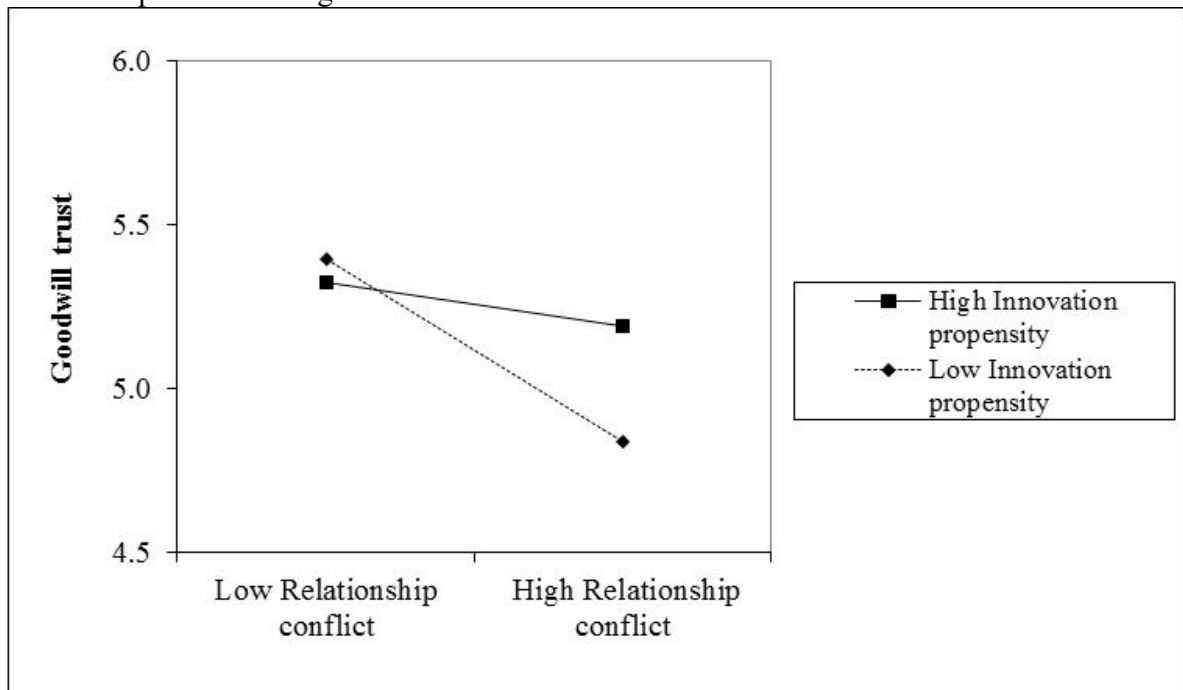 6.0
5.5
5.0
4.5
Goodwill trust
Low Relationship
conflict
High Relationship
conflict
High Innovation
propensity
Low Innovation
propensity